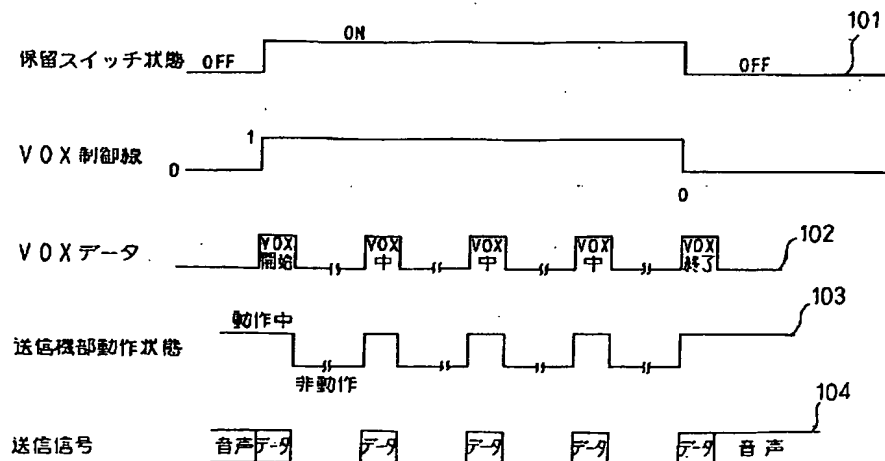 101
保留スイッチ状態 OFF ON OFF
VOX制御線 0 1 0
102
VOXデータ VOX開始 VOX中 VOX中 VOX中 VOX終了
103
送信機部動作状態 動作中 非動作
104
送信信号 音声 データ データ データ データ データ 音声